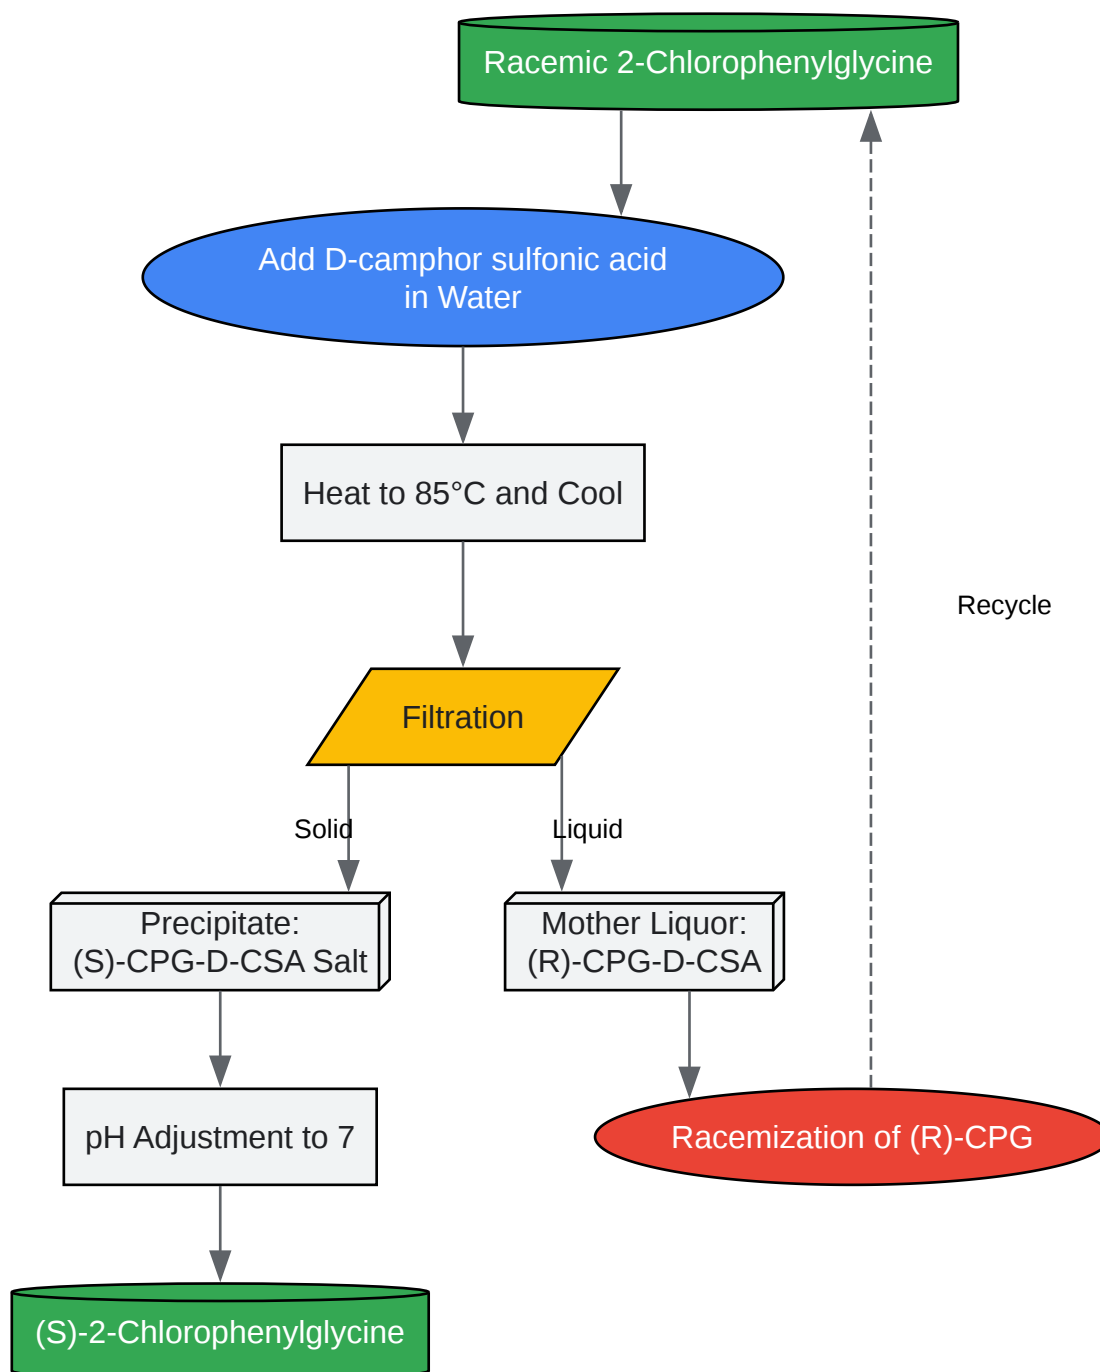 Racemic 2-Chlorophenylglycine
Add D-camphor sulfonic acid
in Water
Heat to 85°C and Cool
Recycle
Filtration
Solid
Liquid
Precipitate:
(S)-CPG-D-CSA Salt
Mother Liquor:
(R)-CPG-D-CSA
pH Adjustment to 7
Racemization of (R)-CPG
(S)-2-Chlorophenylglycine